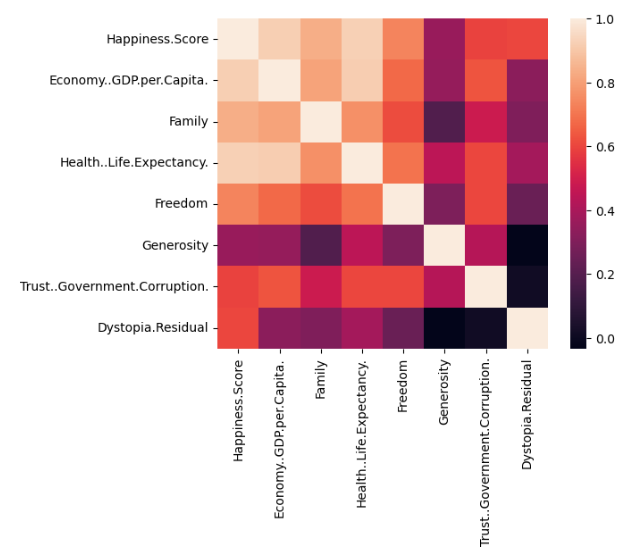 Happiness.Score
Economy..GDP.per.Capita.
Family
Health..Life.Expectancy.
Freedom
Generosity
Trust..Government.Corruption.
Dystopia.Residual
Happiness.Score
Economy..GDP.per.Capita.
Family
Health..Life.Expectancy.
Freedom
Generosity
Trust..Government.Corruption.
Dystopia.Residual
1.0
0.8
0.6
0.4
0.2
0.0